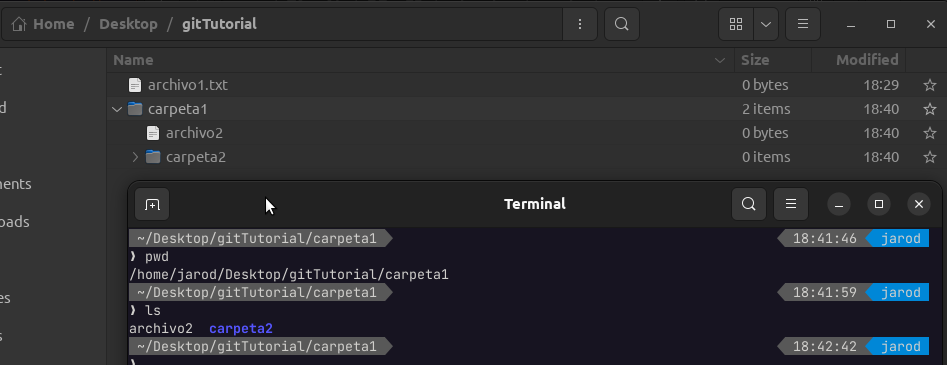 Home / Desktop / gitTutorial
Name Size Modified
archivo1.txt 0 bytes 18:29
carpeta1 2 items 18:40
archivo2 0 bytes 18:40
carpeta2 0 items 18:40
nents
oads
Terminal
~/Desktop/gitTutorial/carpeta1 18:41:46 jarod
❯ pwd
/home/jarod/Desktop/gitTutorial/carpeta1
~/Desktop/gitTutorial/carpeta1 18:41:59 jarod
❯ ls
archivo2 carpeta2
~/Desktop/gitTutorial/carpeta1 18:42:42 jarod